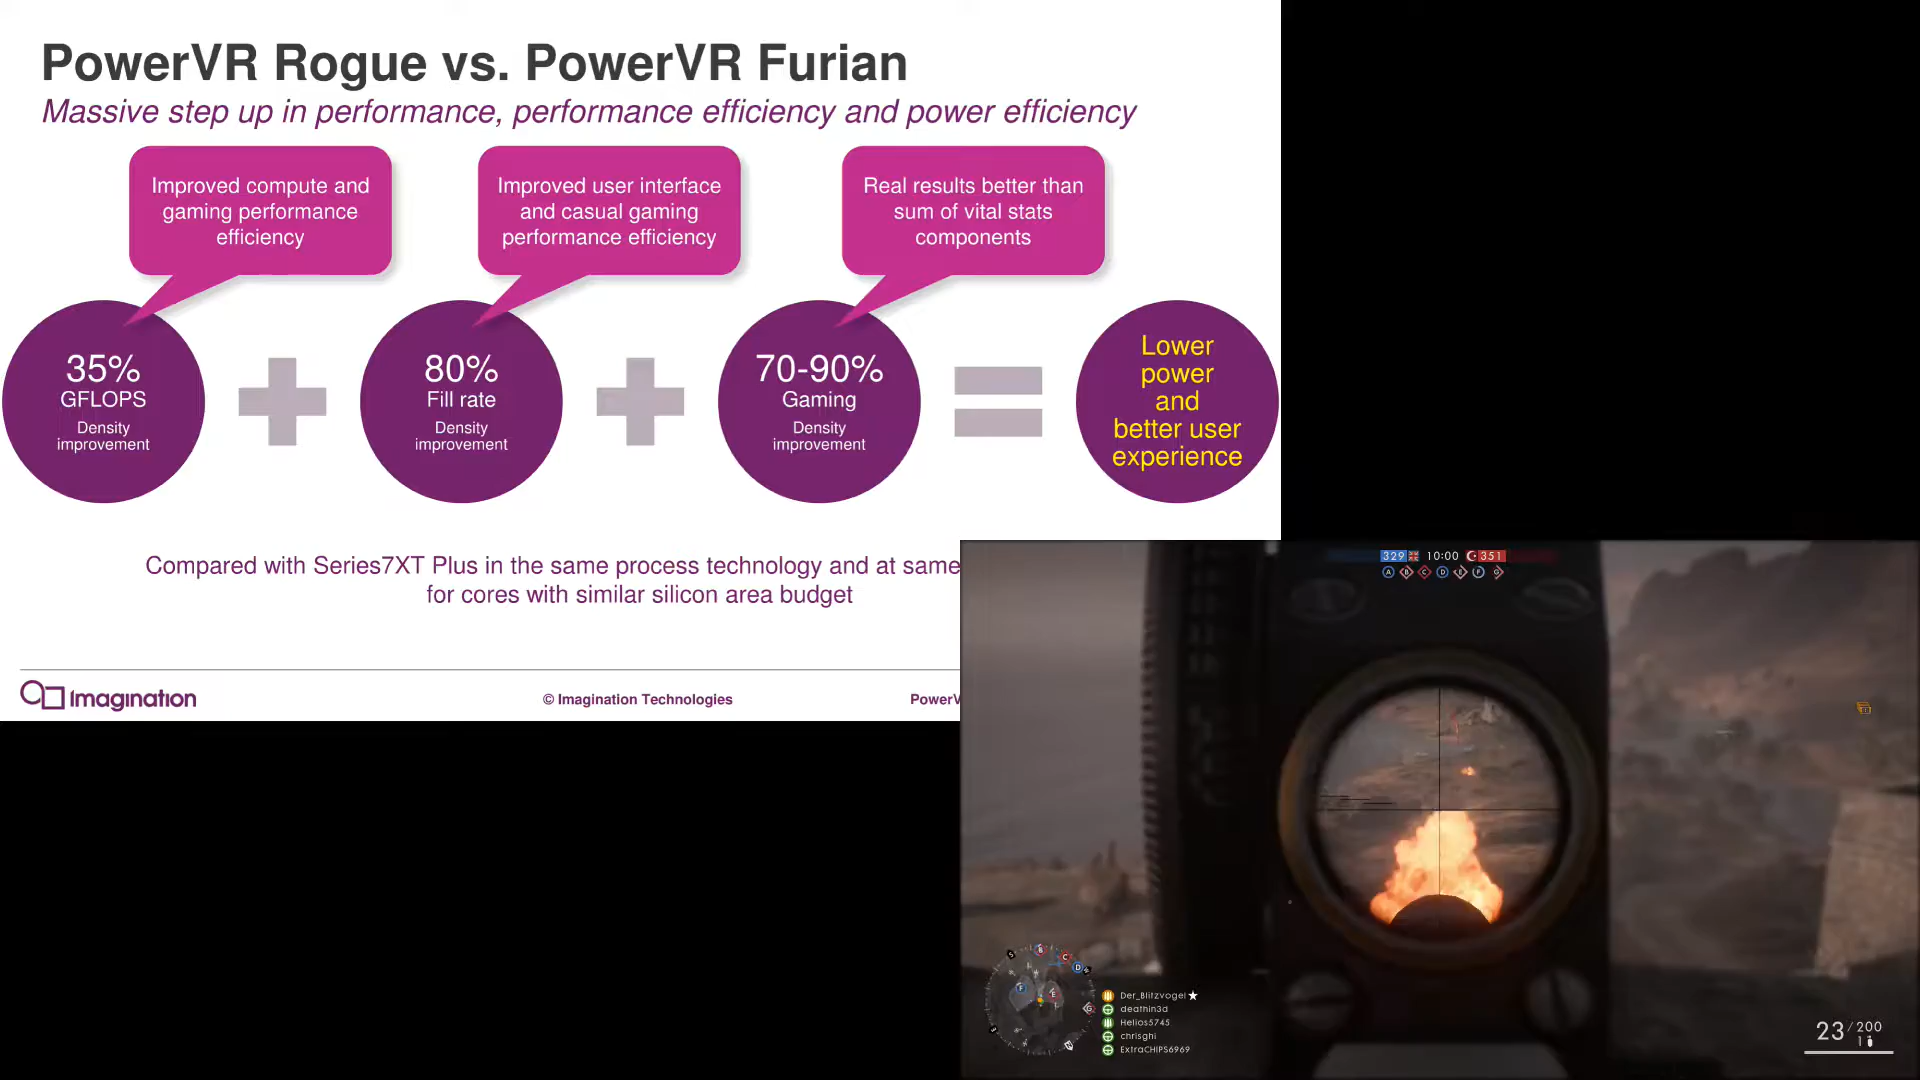 PowerVR Rogue vs. PowerVR Furian
Massive step up in performance, performance efficiency and power efficiency
Improved compute and
gaming performance
efficiency
Improved user interface
and casual gaming
performance efficiency
Real results better than
sum of vital stats
components
35%
GFLOPS
Density
improvement
80%
Fill rate
Density
improvement
70-90%
Gaming
Density
improvement
Lower
power
and
better user
experience
Compared with Series7XT Plus in the same process technology and at same
for cores with similar silicon area budget
Imagination
© Imagination Technologies
PowerV
329 10:00 351
A B C D E F G
B
C
D
F
E
G
Der_Blitzvogel
deathin3d
Helios5745
chrisghi
ExtraCHIPS6969
23/200
1